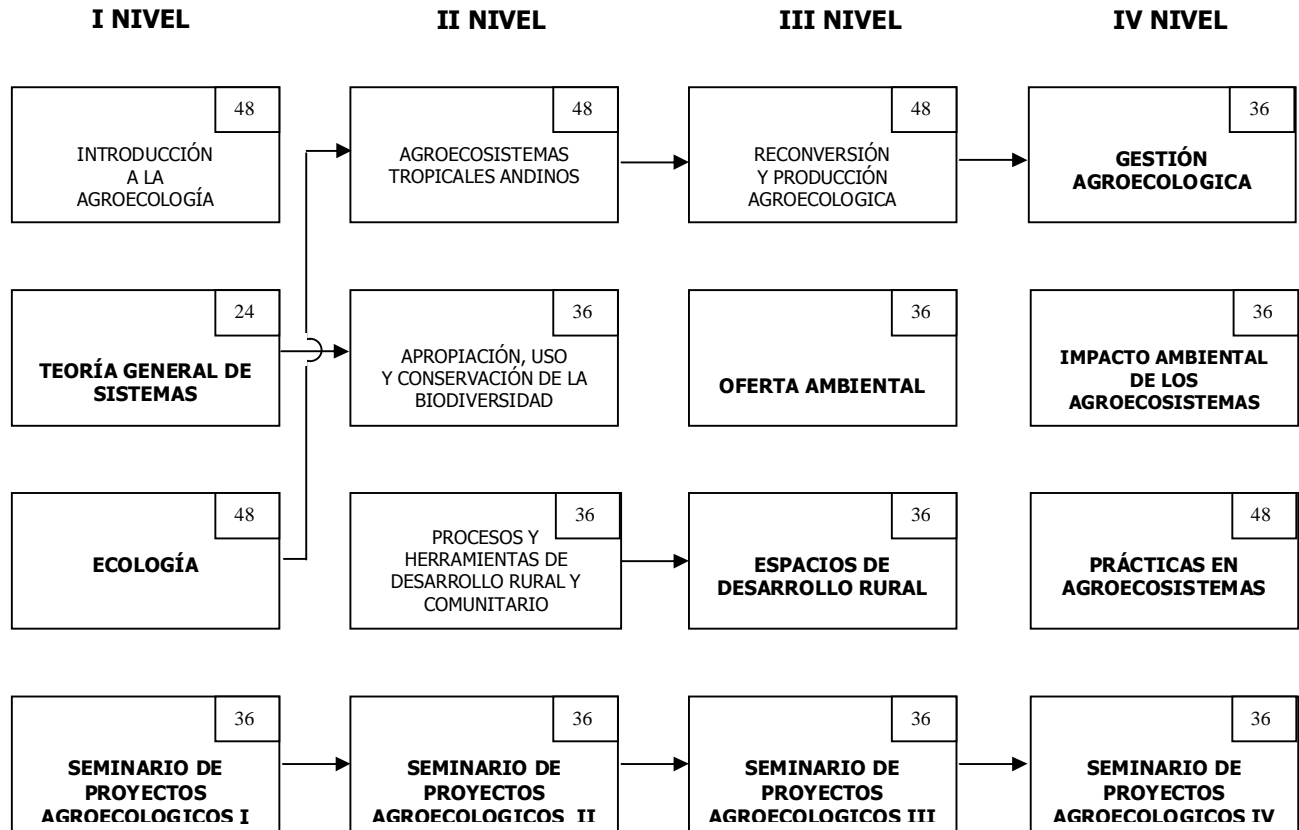 I NIVEL
II NIVEL
III NIVEL
IV NIVEL
48
INTRODUCCIÓN
A LA
AGROECOLOGÍA
48
AGROECOSISTEMAS
TROPICALES ANDINOS
48
RECONVERSIÓN
Y PRODUCCIÓN
AGROECOLOGICA
36
GESTIÓN
AGROECOLOGICA
24
TEORÍA GENERAL DE
SISTEMAS
36
APROPIACIÓN, USO
Y CONSERVACIÓN DE LA
BIODIVERSIDAD
36
OFERTA AMBIENTAL
36
IMPACTO AMBIENTAL
DE LOS
AGROECOSISTEMAS
48
ECOLOGÍA
36
PROCESOS Y
HERRAMIENTAS DE
DESARROLLO RURAL Y
COMUNITARIO
36
ESPACIOS DE
DESARROLLO RURAL
48
PRÁCTICAS EN
AGROECOSISTEMAS
36
SEMINARIO DE
PROYECTOS
AGROECOLOGICOS I
36
SEMINARIO DE
PROYECTOS
AGROECOLOGICOS II
36
SEMINARIO DE
PROYECTOS
AGROECOLOGICOS III
36
SEMINARIO DE
PROYECTOS
AGROECOLOGICOS IV